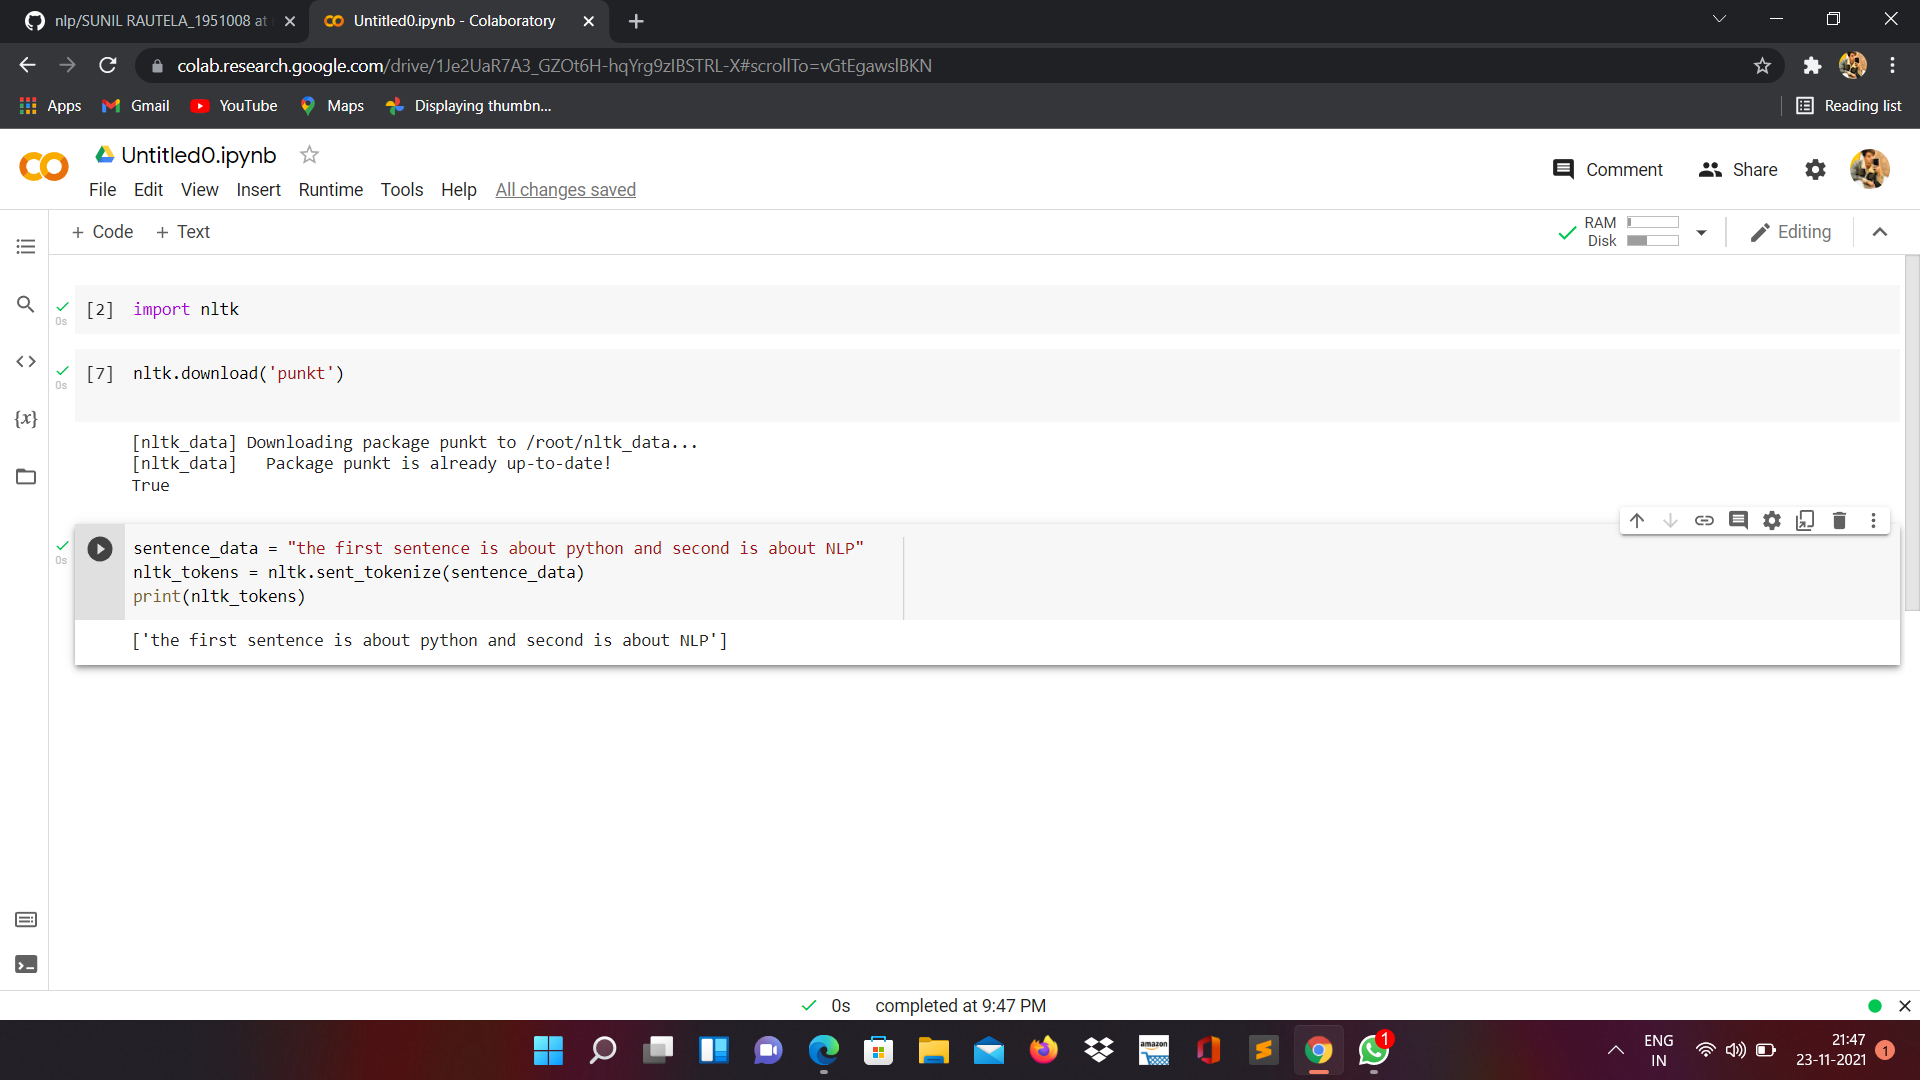 nlp/SUNIL RAUTELA_1951008 at
Untitled0.ipynb - Colaboratory
colab.research.google.com/drive/1Je2UaR7A3_GZOt6H-hqYrg9zIBSTRL-X#scrollTo=vGtEgawslBKN
Apps Gmail YouTube Maps Displaying thumbn... Reading list
Untitled0.ipynb
Comment Share
File Edit View Insert Runtime Tools Help All changes saved
+ Code + Text
RAM
Disk
Editing
[2] import nltk
0s
[7] nltk.download('punkt')
0s
{x}
[nltk_data] Downloading package punkt to /root/nltk_data...
[nltk_data]   Package punkt is already up-to-date!
True
sentence_data = "the first sentence is about python and second is about NLP"
0s
nltk_tokens = nltk.sent_tokenize(sentence_data)
print(nltk_tokens)
['the first sentence is about python and second is about NLP']
0s completed at 9:47 PM
amazon
1
ENG
IN
21:47
23-11-2021
1